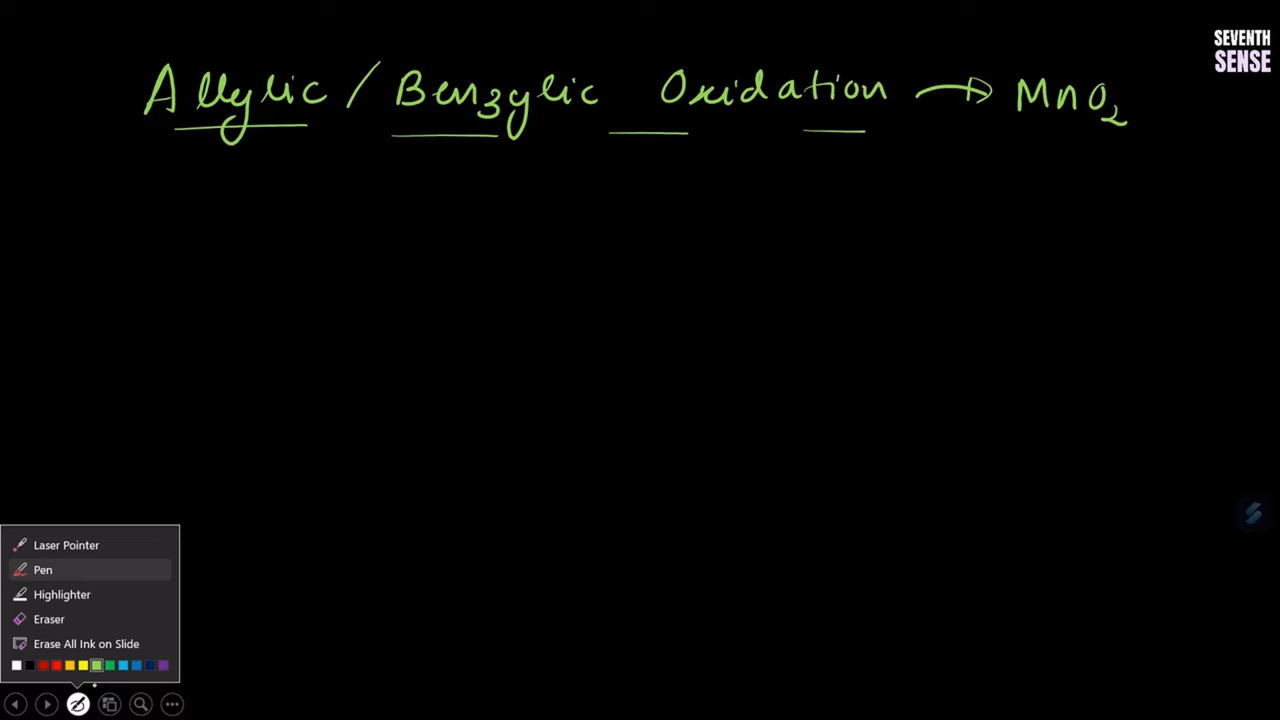 SEVENTH
SENSE
Allylic / Benzylic Oxidation → MnO₂
Laser Pointer
Pen
Highlighter
Eraser
Erase All Ink on Slide